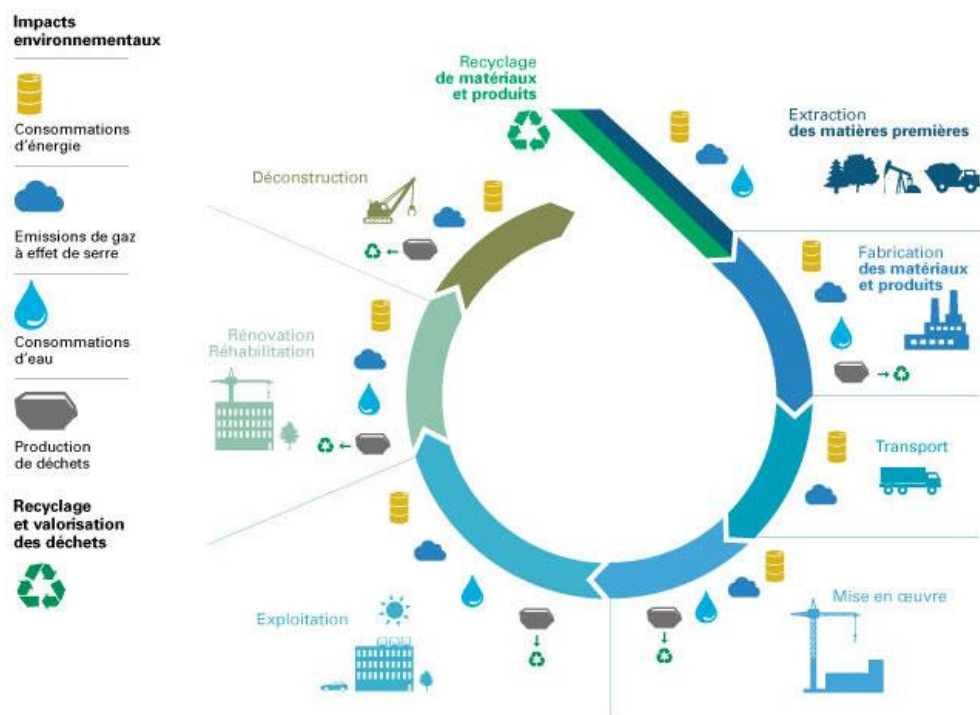 Impacts
environnementaux
Consommations
d'énergie
Emissions de gaz
à effet de serre
Consommations
d'eau
Production
de déchets
Recyclage
et valorisation
des déchets
Recyclage
de matériaux
et produits
Extraction
des matières premières
Fabrication
des matériaux
et produits
Transport
Mise en œuvre
Exploitation
Rénovation
Réhabilitation
Déconstruction